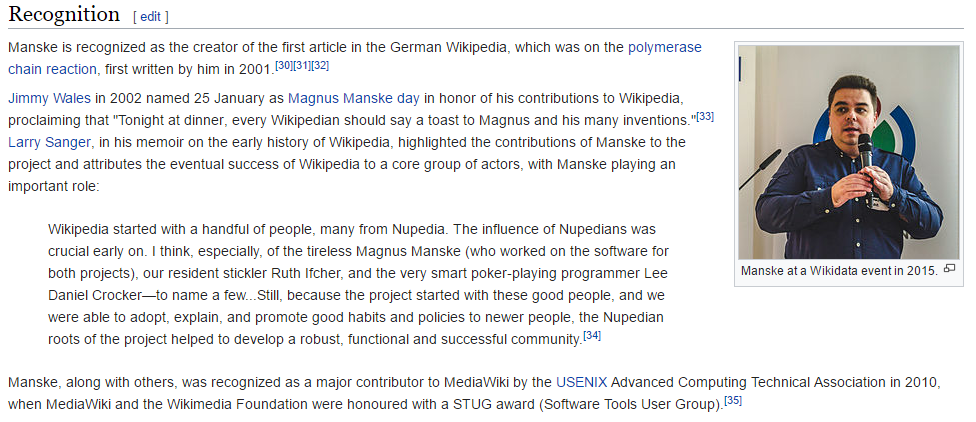 Recognition [ edit ]
Manske is recognized as the creator of the first article in the German Wikipedia, which was on the polymerase
chain reaction, first written by him in 2001.[30][31][32]
Jimmy Wales in 2002 named 25 January as Magnus Manske day in honor of his contributions to Wikipedia,
proclaiming that "Tonight at dinner, every Wikipedian should say a toast to Magnus and his many inventions."[33]
Larry Sanger, in his memoir on the early history of Wikipedia, highlighted the contributions of Manske to the
project and attributes the eventual success of Wikipedia to a core group of actors, with Manske playing an
important role:
Wikipedia started with a handful of people, many from Nupedia. The influence of Nupedians was
crucial early on. I think, especially, of the tireless Magnus Manske (who worked on the software for
both projects), our resident stickler Ruth Ifcher, and the very smart poker-playing programmer Lee
Daniel Crocker—to name a few...Still, because the project started with these good people, and we
were able to adopt, explain, and promote good habits and policies to newer people, the Nupedian
roots of the project helped to develop a robust, functional and successful community.[34]
Manske, along with others, was recognized as a major contributor to MediaWiki by the USENIX Advanced Computing Technical Association in 2010,
when MediaWiki and the Wikimedia Foundation were honoured with a STUG award (Software Tools User Group).[35]
Manske at a Wikidata event in 2015.